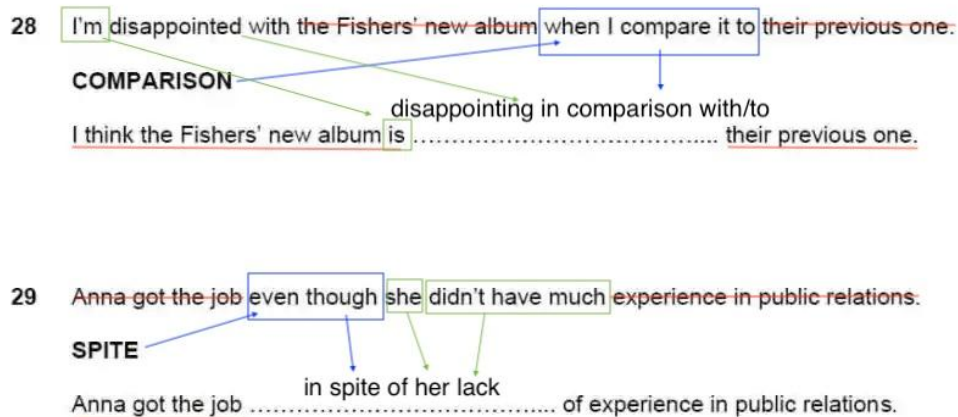 28 I'm disappointed with the Fishers' new album when I compare it to their previous one.
COMPARISON
disappointing in comparison with/to
I think the Fishers' new album is ........................................ their previous one.
29 Anna got the job even though she didn't have much experience in public relations.
SPITE
in spite of her lack
Anna got the job ........................................ of experience in public relations.